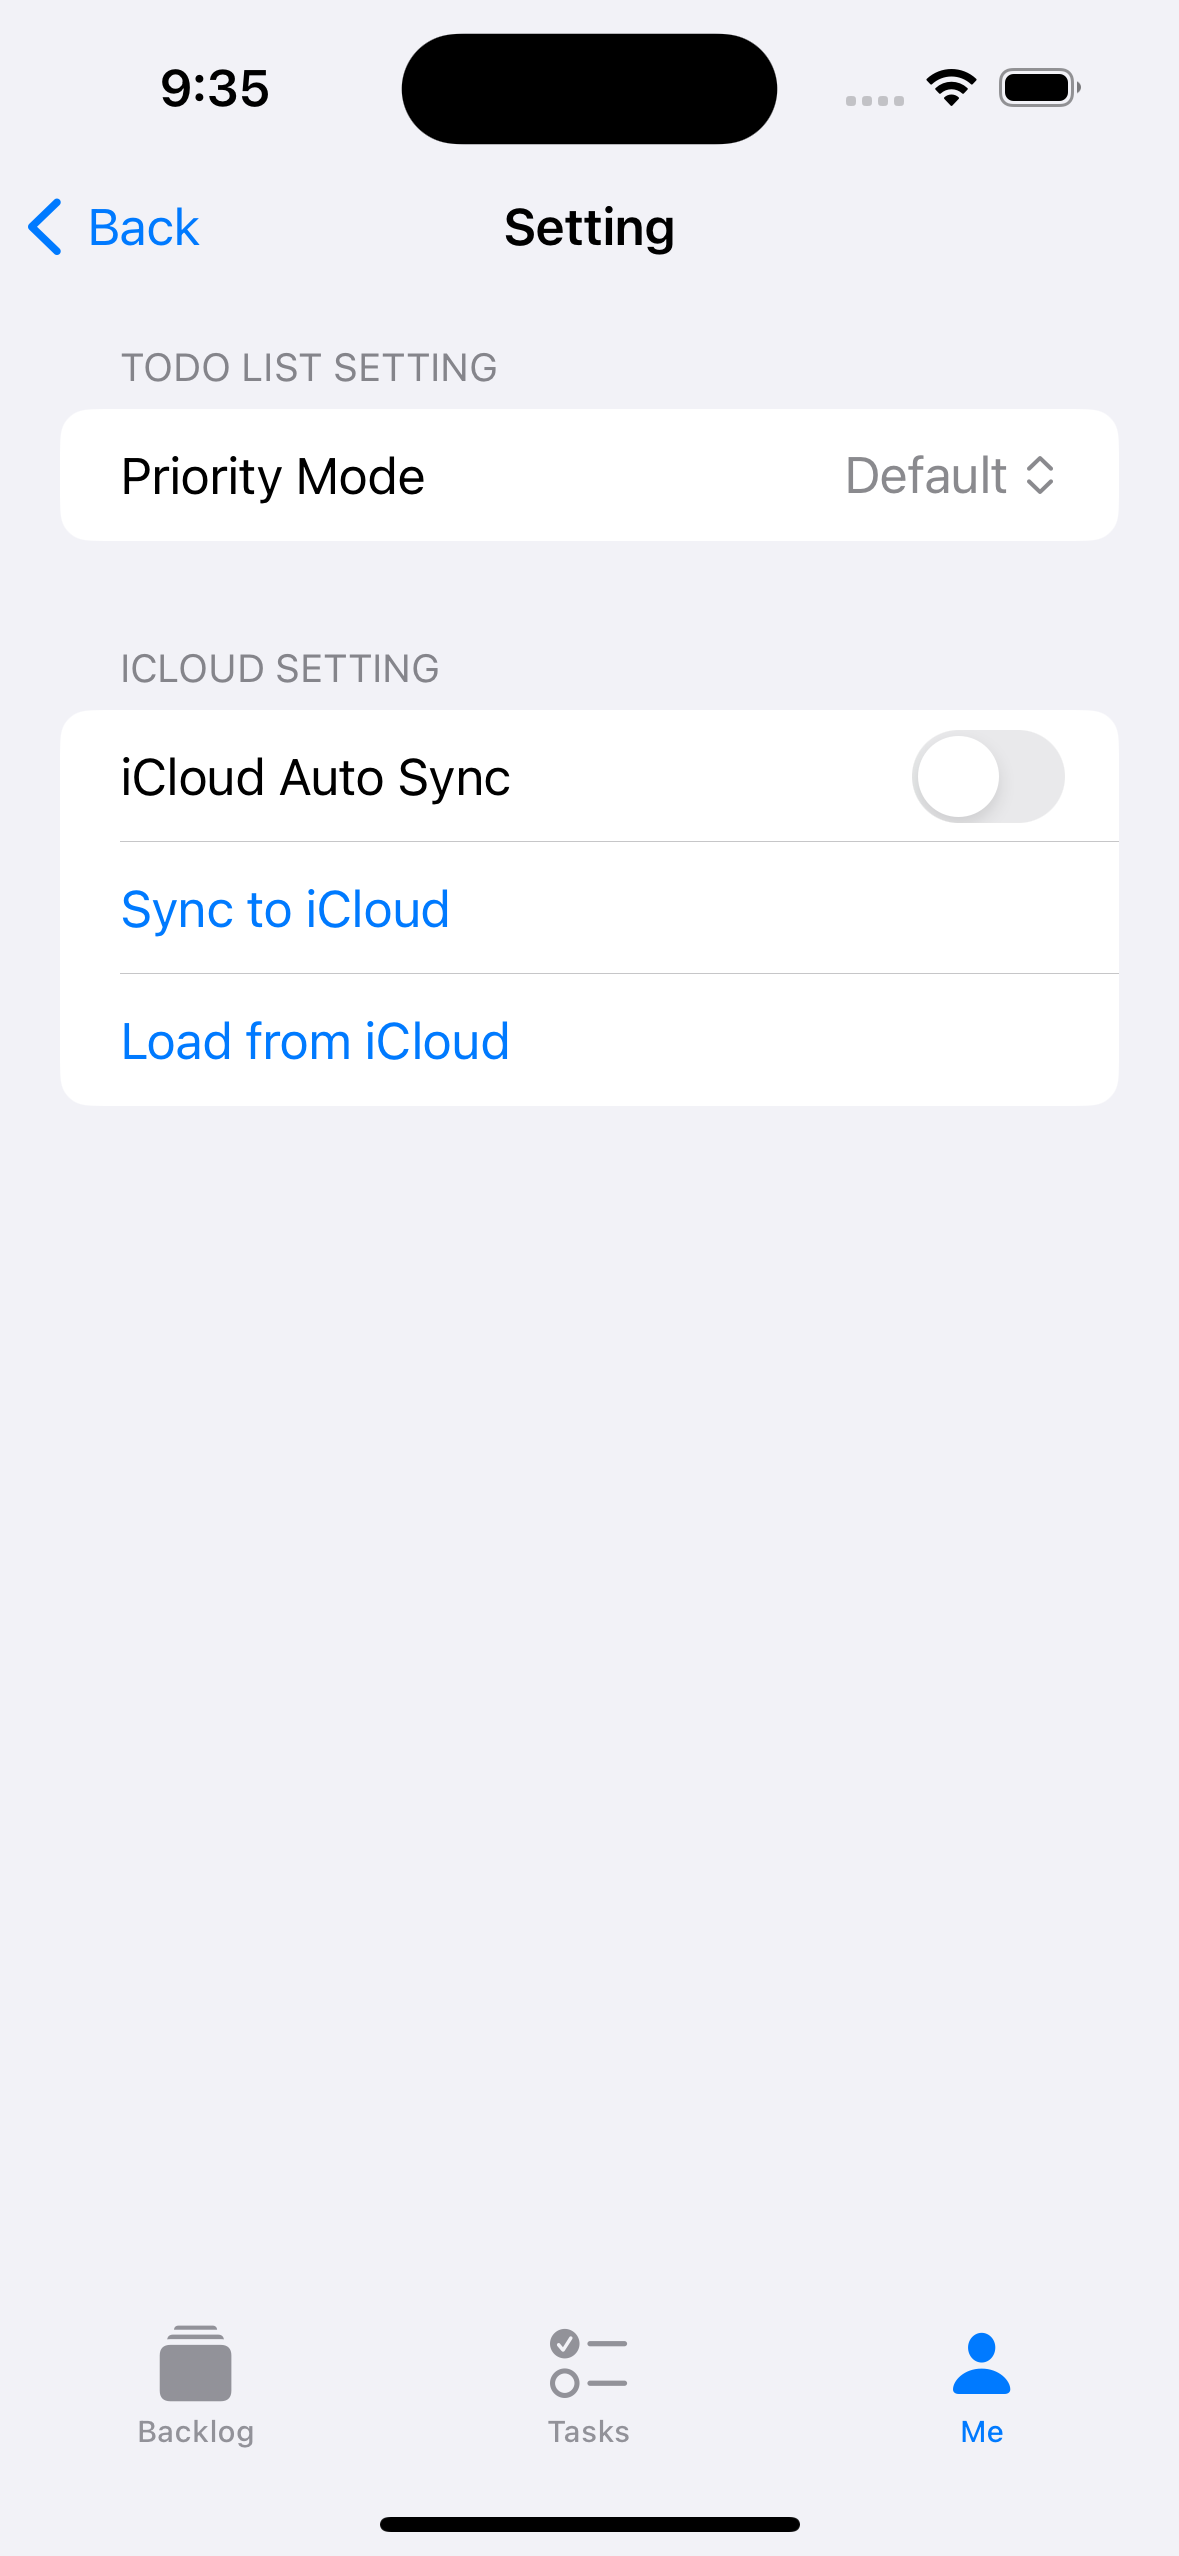 9:35
Back
Setting
TODO LIST SETTING
Priority Mode
Default
ICLOUD SETTING
iCloud Auto Sync
Sync to iCloud
Load from iCloud
Backlog
Tasks
Me